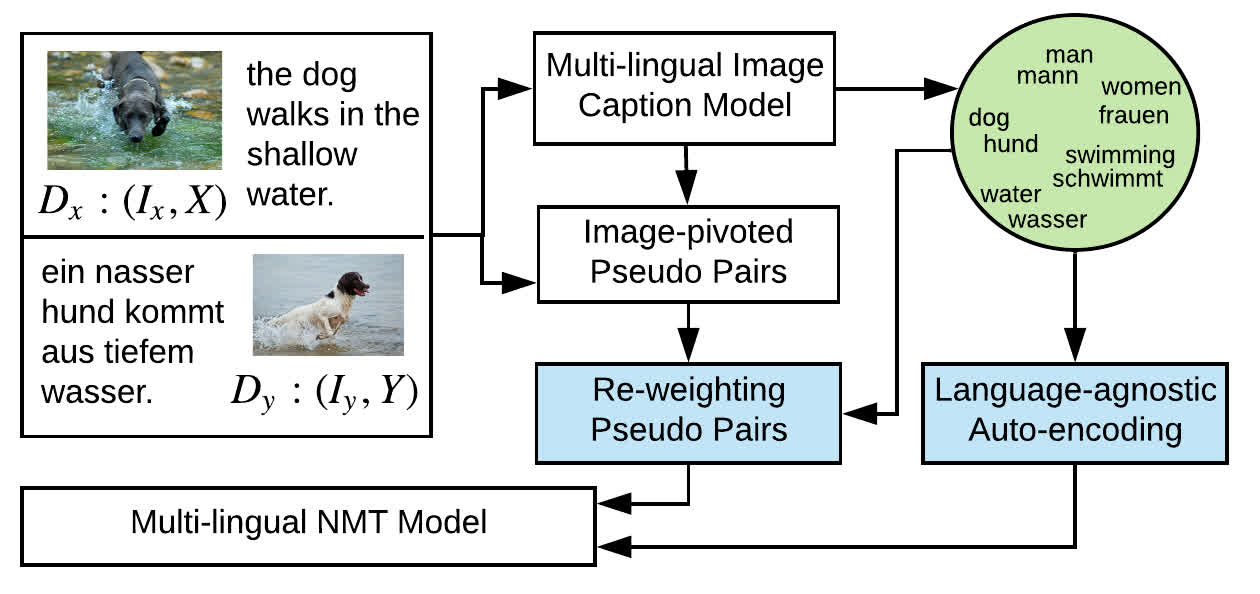 the dog
walks in the
shallow
water.
D_x : (I_x, X)
ein nasser
hund kommt
aus tiefem
wasser.
D_y : (I_y, Y)
Multi-lingual Image
Caption Model
Image-pivoted
Pseudo Pairs
Re-weighting
Pseudo Pairs
man
mann
women
frauen
dog
hund
swimming
schwimmt
water
wasser
Language-agnostic
Auto-encoding
Multi-lingual NMT Model